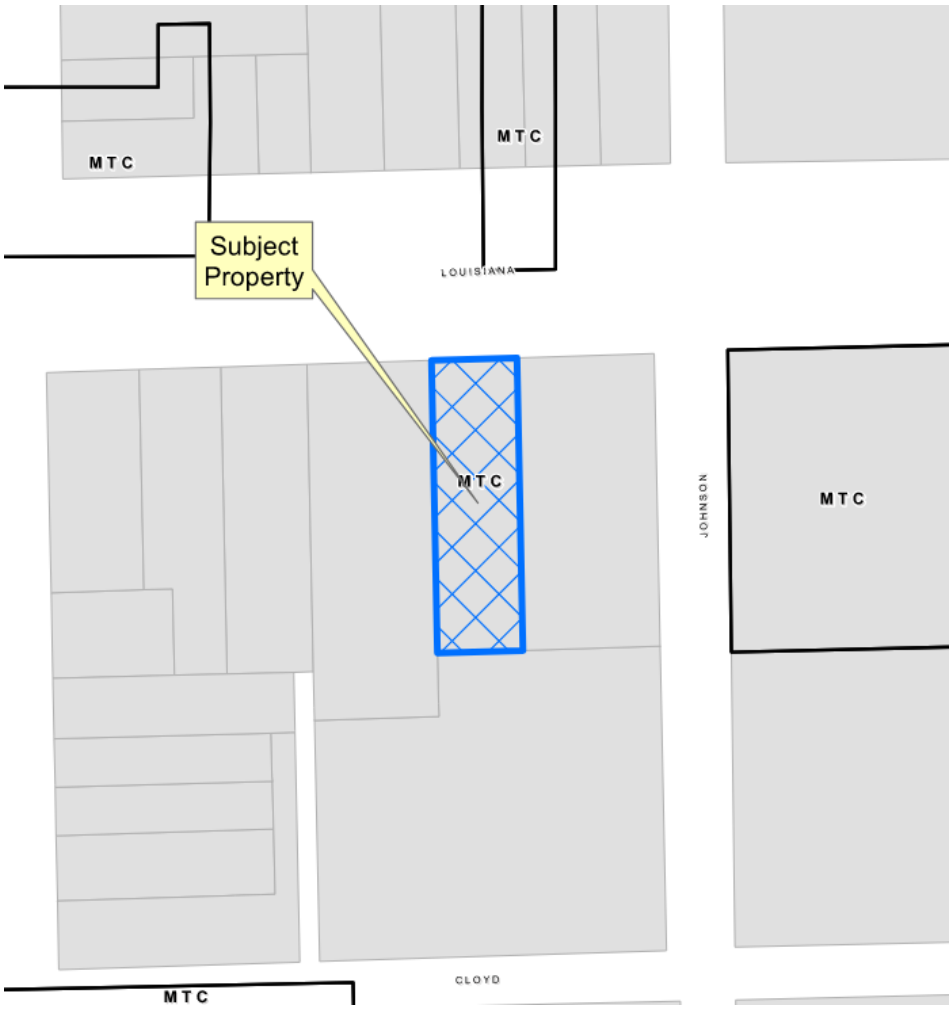 MTC
MTC
Subject
Property
LOUISIANA
MTC
JOHNSON
MTC
CLOYD
MTC